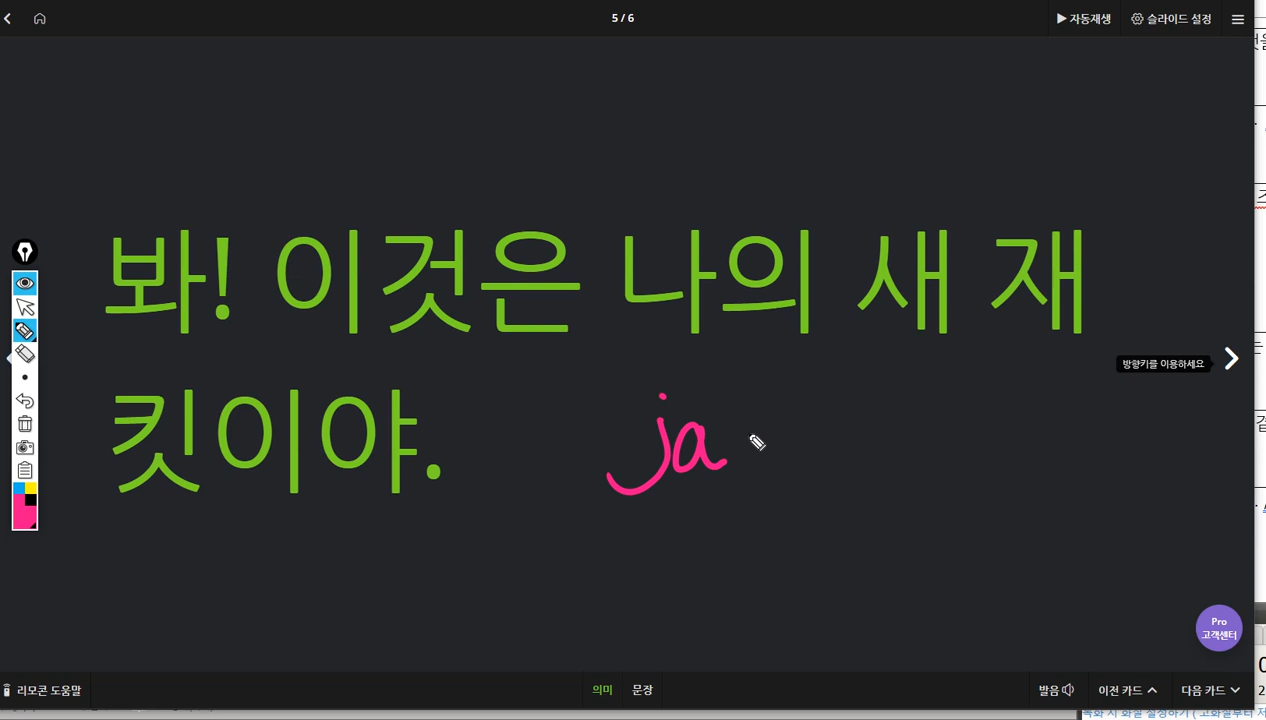 5 / 6
자동재생
슬라이드 설정
봐! 이것은 나의 새 재
킷이야.
ja
방향키를 이용하세요
Pro
고객센터
리모콘 도움말
의미
문장
발음
이전 카드
다음 카드